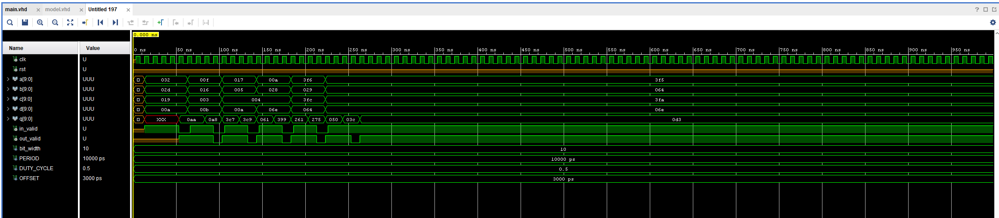 main.vhd model.vhd Untitled 197
0.000 ns
Name Value
0 ns 50 ns 100 ns 150 ns 200 ns 250 ns 300 ns 350 ns 400 ns 450 ns 500 ns 550 ns 600 ns 650 ns 700 ns 750 ns 800 ns 850 ns 900 ns 950 ns
clk U
rst U
a[9:0] UUU 032 00f 017 00a 3f6 3f5
b[9:0] UUU 02d 016 005 028 029 064
c[9:0] UUU 019 003 004 3fc 3fa
d[9:0] UUU 00a 00b 00a 06e 064 06e
q[9:0] UUU XXX 0aa 0a8 3c7 3c9 061 399 261 275 050 03c 0d3
in_valid U
out_valid U
bit_width 10 10
PERIOD 10000 ps 10000 ps
DUTY_CYCLE 0.5 0.5
OFFSET 3000 ps 3000 ps